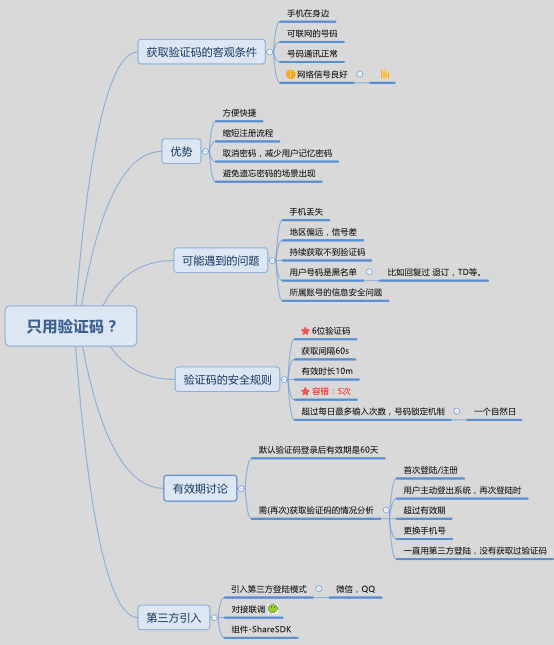 只用验证码？
获取验证码的客观条件
手机在身边
可联网的号码
号码通讯正常
网络信号良好
优势
方便快捷
缩短注册流程
取消密码，减少用户记忆密码
避免遗忘密码的场景出现
可能遇到的问题
手机丢失
地区偏远，信号差
持续获取不到验证码
用户号码是黑名单
比如回复过 退订，TD等。
所属账号的信息安全问题
验证码的安全规则
6位验证码
获取间隔60s
有效时长10m
容错：5次
超过每日最多输入次数，号码锁定机制
一个自然日
有效期讨论
默认验证码登录后有效期是60天
需(再次)获取验证码的情况分析
首次登陆/注册
用户主动登出系统，再次登陆时
超过有效期
更换手机号
一直用第三方登陆，没有获取过验证码
第三方引入
引入第三方登陆模式
微信，QQ
对接联调
组件-ShareSDK